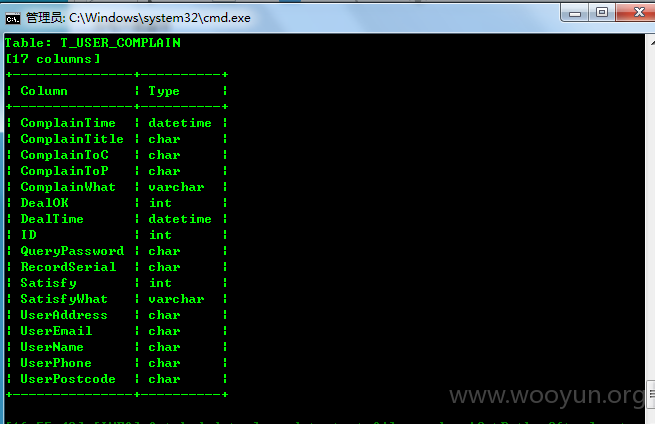 管理员: C:\Windows\system32\cmd.exe
Table: T_USER_COMPLAIN
[17 columns]
+---------------+----------+
| Column | Type |
+---------------+----------+
| ComplainTime | datetime |
| ComplainTitle | char |
| ComplainToC | char |
| ComplainToP | char |
| ComplainWhat | varchar |
| DealOK | int |
| DealTime | datetime |
| ID | int |
| QueryPassword | char |
| RecordSerial | char |
| Satisfy | int |
| SatisfyWhat | varchar |
| UserAddress | char |
| UserEmail | char |
| UserName | char |
| UserPhone | char |
| UserPostcode | char |
+---------------+----------+
www.wooyun.org